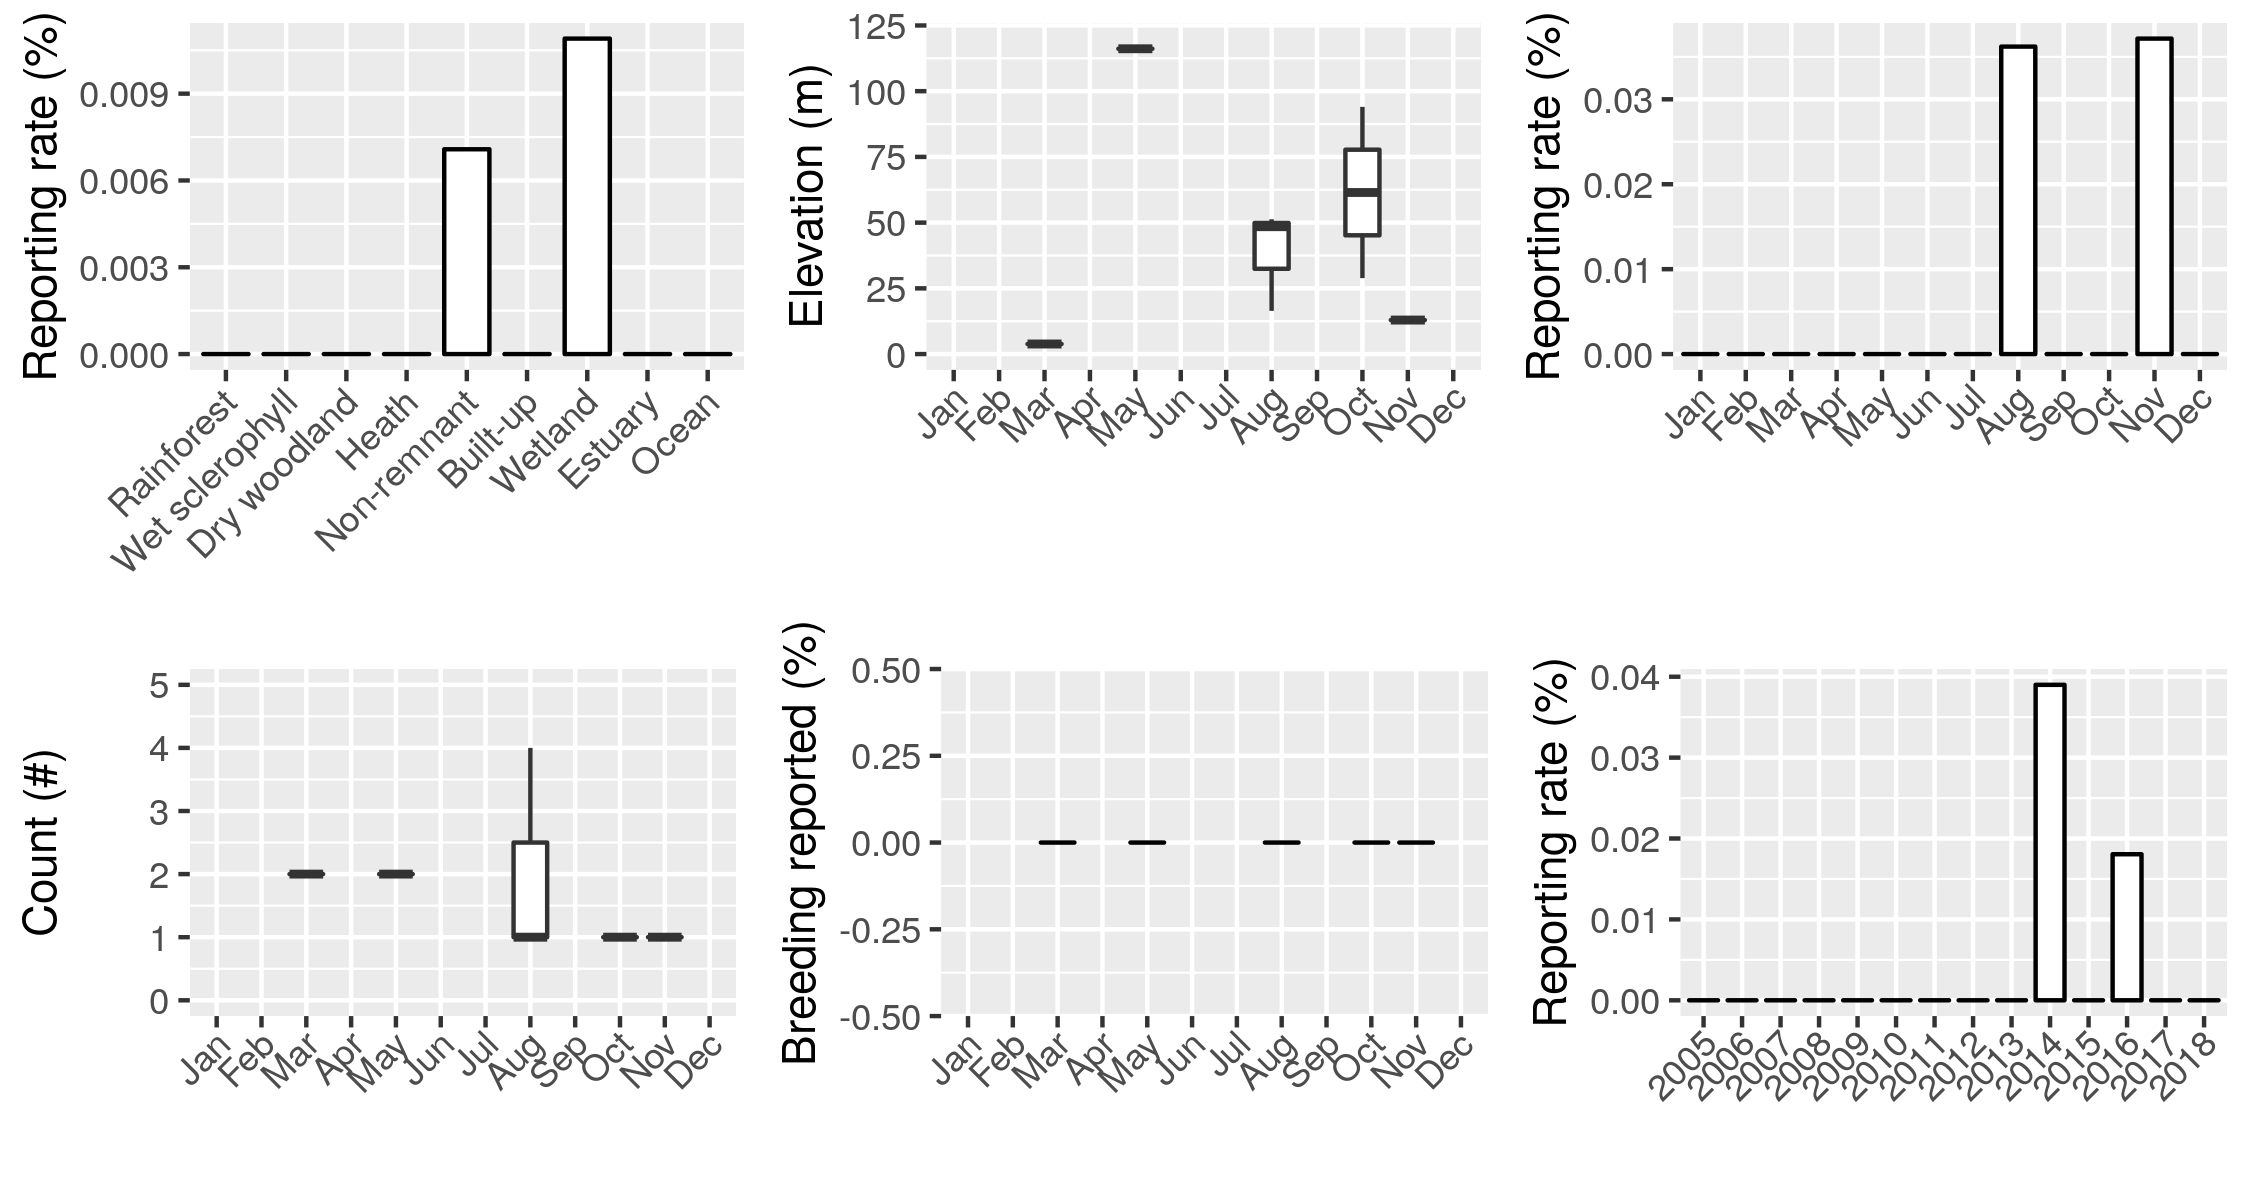 Reporting rate (%)
0.009
0.006
0.003
0.000
Rainforest
Wet sclerophyll
Dry woodland
Heath
Non-remnant
Built-up
Wetland
Estuary
Ocean
Elevation (m)
125
100
75
50
25
0
Jan
Feb
Mar
Apr
May
Jun
Jul
Aug
Sep
Oct
Nov
Dec
Reporting rate (%)
0.03
0.02
0.01
0.00
Jan
Feb
Mar
Apr
May
Jun
Jul
Aug
Sep
Oct
Nov
Dec
Count (#)
5
4
3
2
1
0
Jan
Feb
Mar
Apr
May
Jun
Jul
Aug
Sep
Oct
Nov
Dec
Breeding reported (%)
0.50
0.25
0.00
-0.25
-0.50
Jan
Feb
Mar
Apr
May
Jun
Jul
Aug
Sep
Oct
Nov
Dec
Reporting rate (%)
0.04
0.03
0.02
0.01
0.00
2005
2006
2007
2008
2009
2010
2011
2012
2013
2014
2015
2016
2017
2018